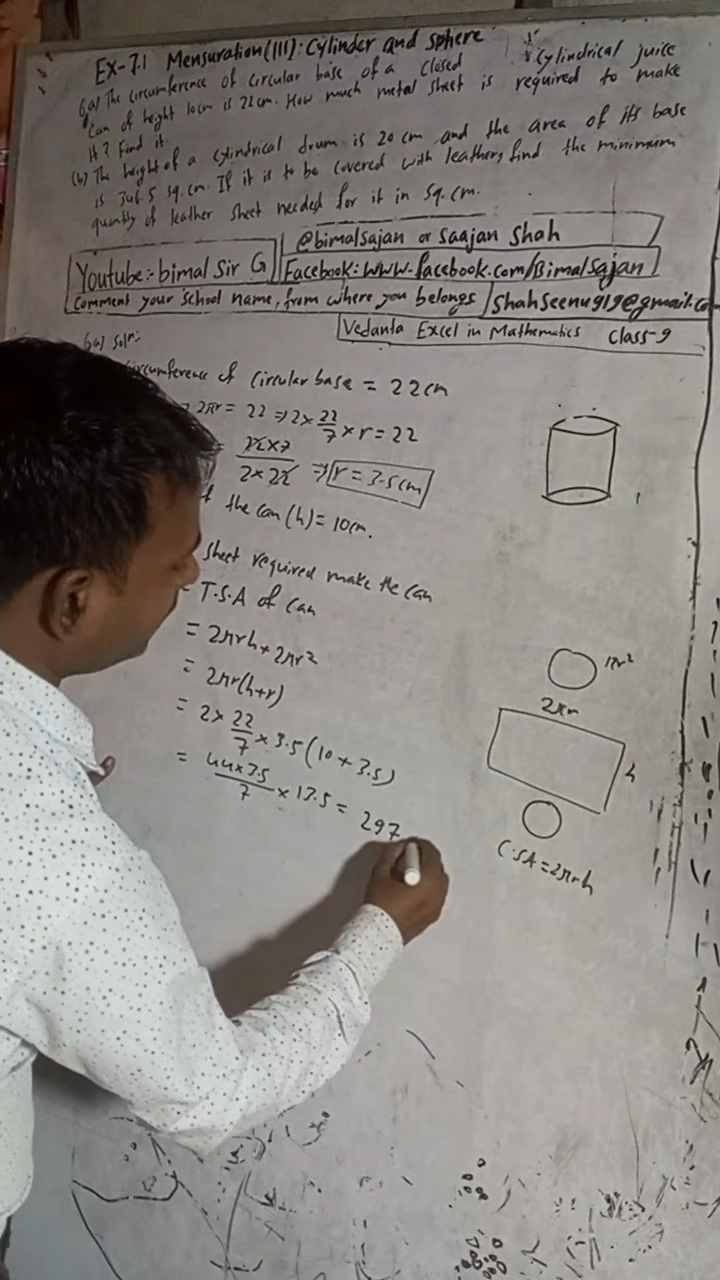 Ex-7.1 Mensuration(III): Cylinder and sphere
6.a) The circumference of circular base of a closed cylindrical juice
can of height 10cm is 22cm. How much metal sheet is required to make
it? Find it.
(b) The height of a cylindrical drum is 20 cm and the area of its base
is 346.5 sq.cm. If it is to be covered with leathers, find the minimum
quantity of leather sheet needed for it in sq.cm.
@bimalsajan or Saajan Shah
Youtube:- bimal Sir G
Facebook: www.facebook.com/Bimalsajan
Comment your school name, from where you belongs
shahseenu919@gmail.com
Vedanta Excel in Mathematics Class-9
6.a) Soln:
circumference of circular base = 22cm
2πr = 22 ⇒ 2 × 22/7 × r = 22
22×7/2×22 ⇒ r = 3.5cm
the can (h) = 10cm.
sheet required make the can
= T.S.A of can
= 2πrh + 2πr²
= 2πr(h+r)
= 2 × 22/7 × 3.5 (10 + 3.5)
= 44×3.5/7 × 13.5 = 297
πr²
2πr
h
C.S.A = 2πrh